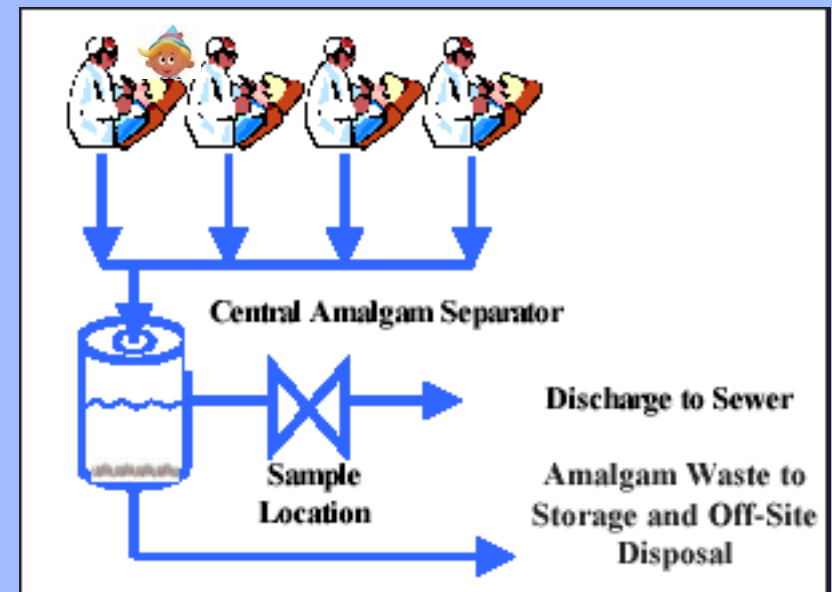 Central Amalgam Separator
Discharge to Sewer
Sample
Location
Amalgam Waste to
Storage and Off-Site
Disposal